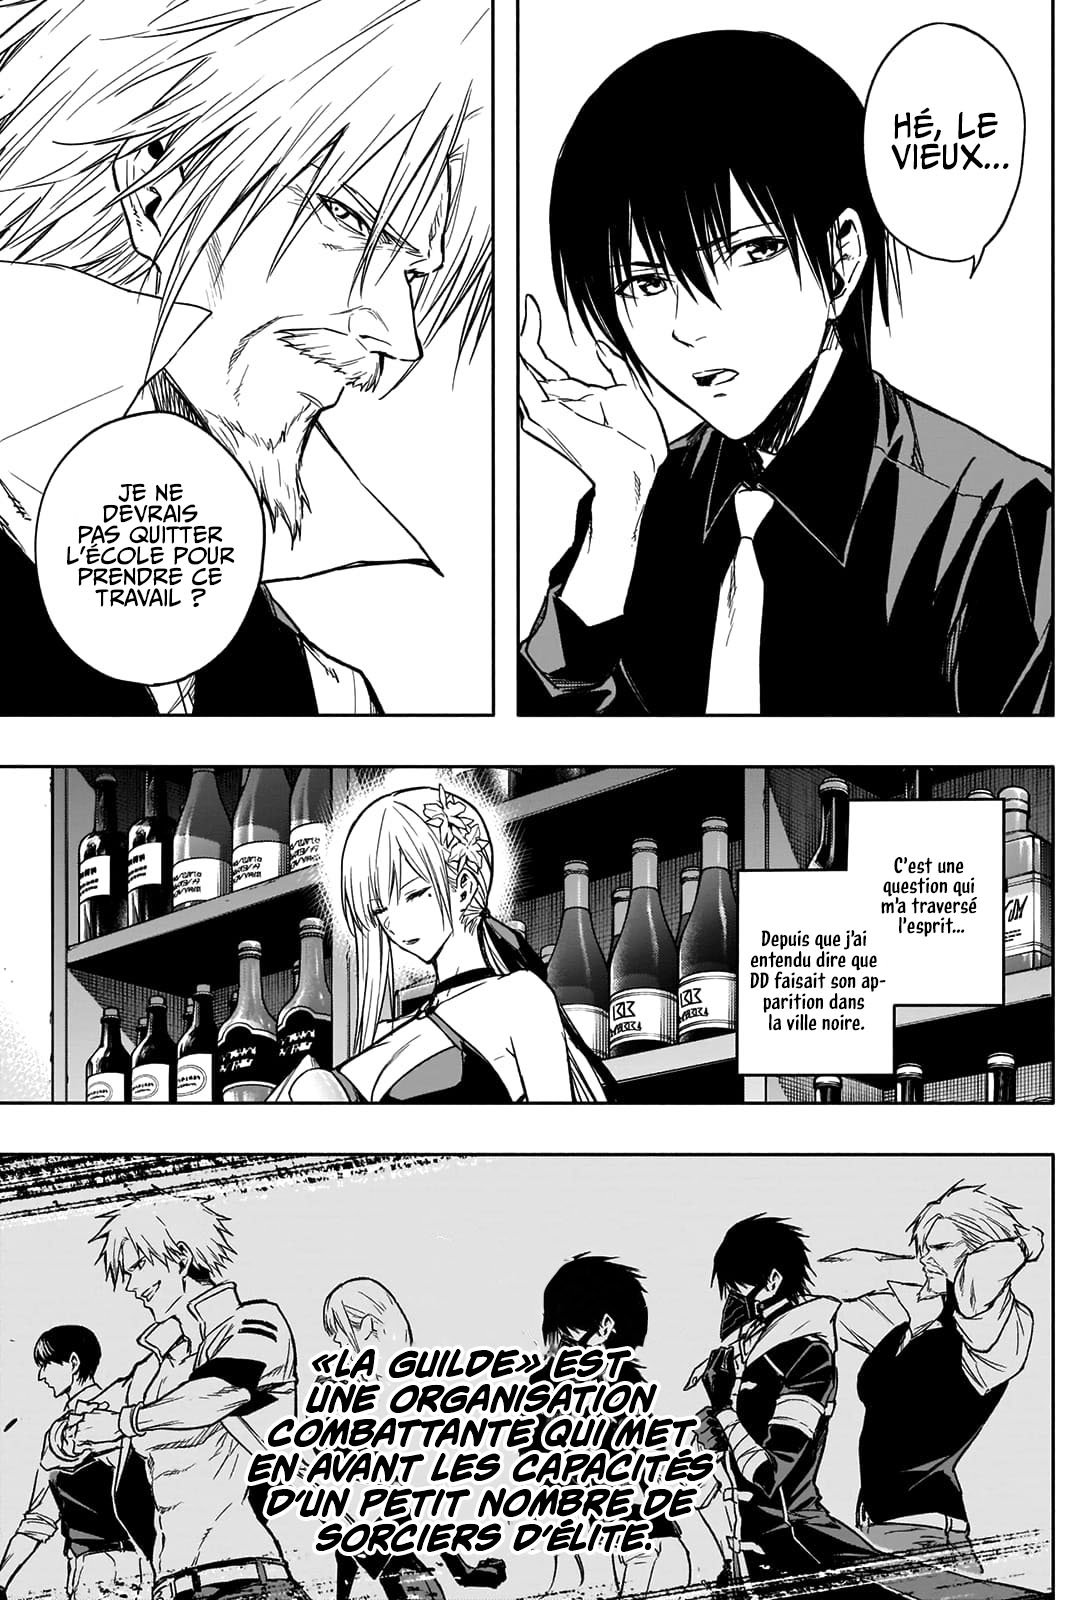 HÉ, LE
VIEUX...
JE NE
DEVRAIS
PAS QUITTER
L'ÉCOLE POUR
PRENDRE CE
TRAVAIL ?
C'est une
question qui
m'a traversé
l'esprit...
Depuis que j'ai
entendu dire que
DD faisait son ap-
parition dans
la ville noire.
«LA GUILDE» EST
UNE ORGANISATION
COMBATTANTE QUI MET
EN AVANT LES CAPACITÉS
D'UN PETIT NOMBRE DE
SORCIERS D'ÉLITE.